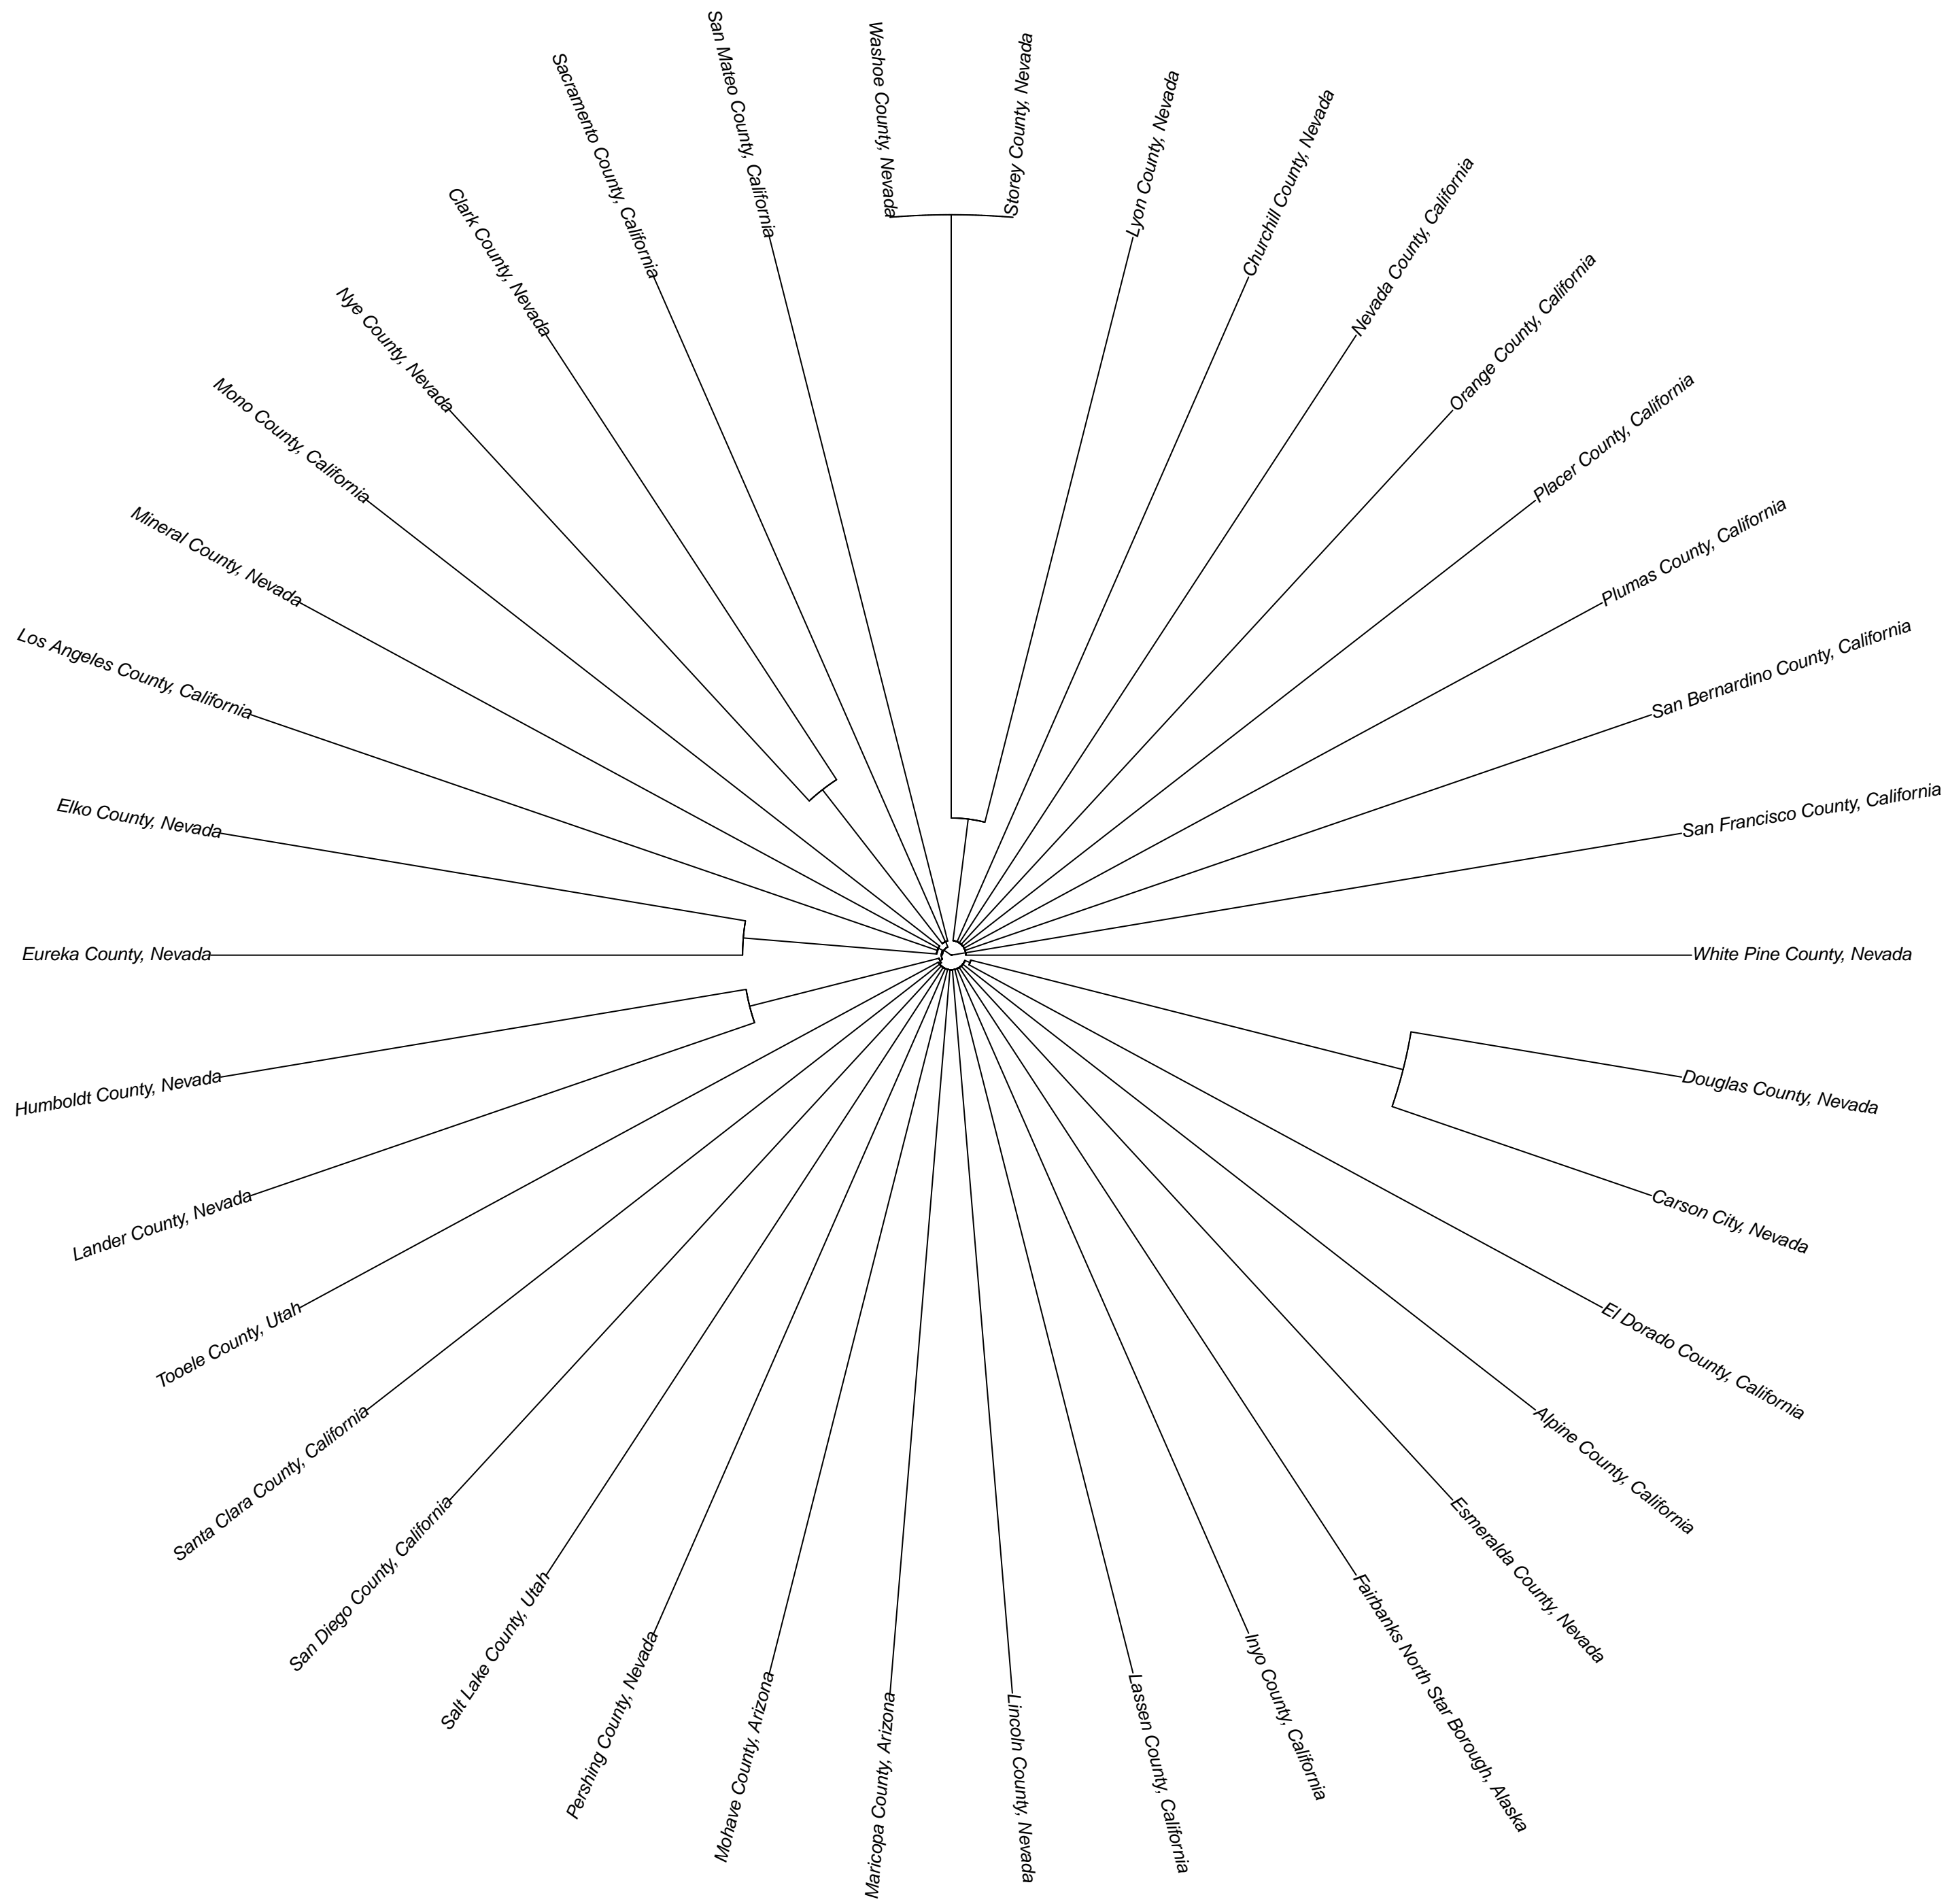 San Mateo County, California
Washoe County, Nevada
Storey County, Nevada
Lyon County, Nevada
Churchill County, Nevada
Nevada County, California
Orange County, California
Placer County, California
Plumas County, California
San Bernardino County, California
San Francisco County, California
White Pine County, Nevada
Douglas County, Nevada
Carson City, Nevada
El Dorado County, California
Alpine County, California
Esmeralda County, Nevada
Fairbanks North Star Borough, Alaska
Inyo County, California
Lassen County, California
Lincoln County, Nevada
Maricopa County, Arizona
Mohave County, Arizona
Pershing County, Nevada
Salt Lake County, Utah
San Diego County, California
Santa Clara County, California
Tooele County, Utah
Lander County, Nevada
Humboldt County, Nevada
Eureka County, Nevada
Elko County, Nevada
Los Angeles County, California
Mineral County, Nevada
Mono County, California
Nye County, Nevada
Clark County, Nevada
Sacramento County, California